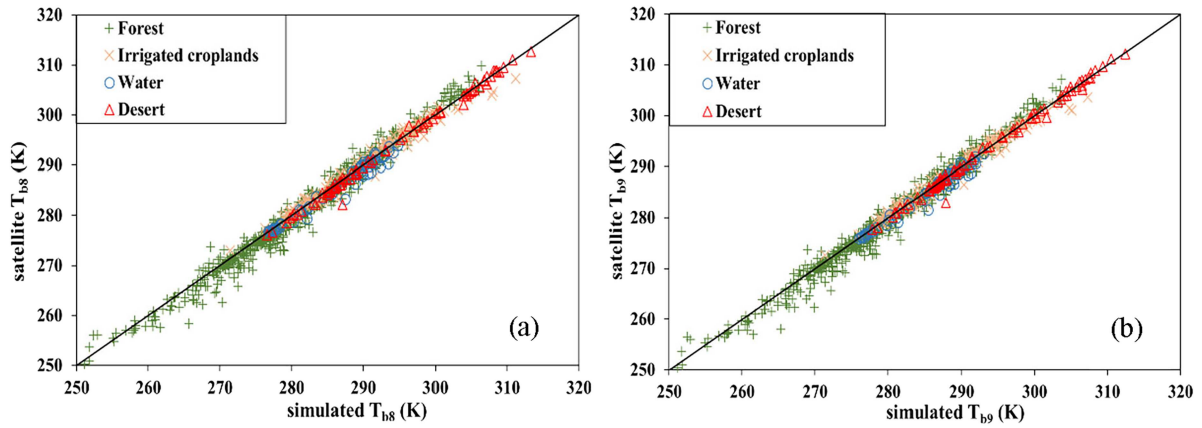 320
310
300
290
280
270
260
250
satellite T_b8 (K)
Forest
Irrigated croplands
Water
Desert
(a)
250 260 270 280 290 300 310 320
simulated T_b8 (K)
320
310
300
290
280
270
260
250
satellite T_b9 (K)
Forest
Irrigated croplands
Water
Desert
(b)
250 260 270 280 290 300 310 320
simulated T_b9 (K)